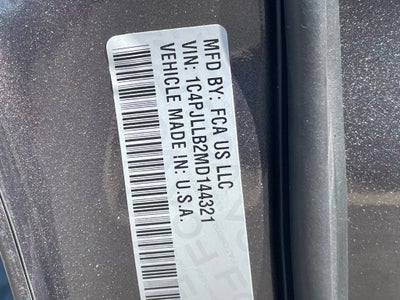 MFD BY: FCA US LLC
VIN: 1C4PJLLB2MD144321
VEHICLE MADE IN: U.S.A.